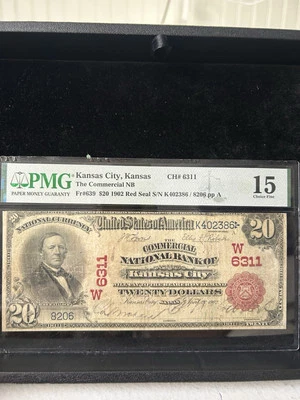 PMG
PAPER MONEY GUARANTY
Kansas City, Kansas CH# 6311
The Commercial NB
Fr#639 $20 1902 Red Seal S/N K402386 / 8206 pp A
15
Choice Fine
NATIONAL CURRENCY
United States of America
K402386
20
THE
COMMERCIAL
NATIONAL BANK OF
Kansas City
W
6311
W 6311
TWENTY DOLLARS
20
8206